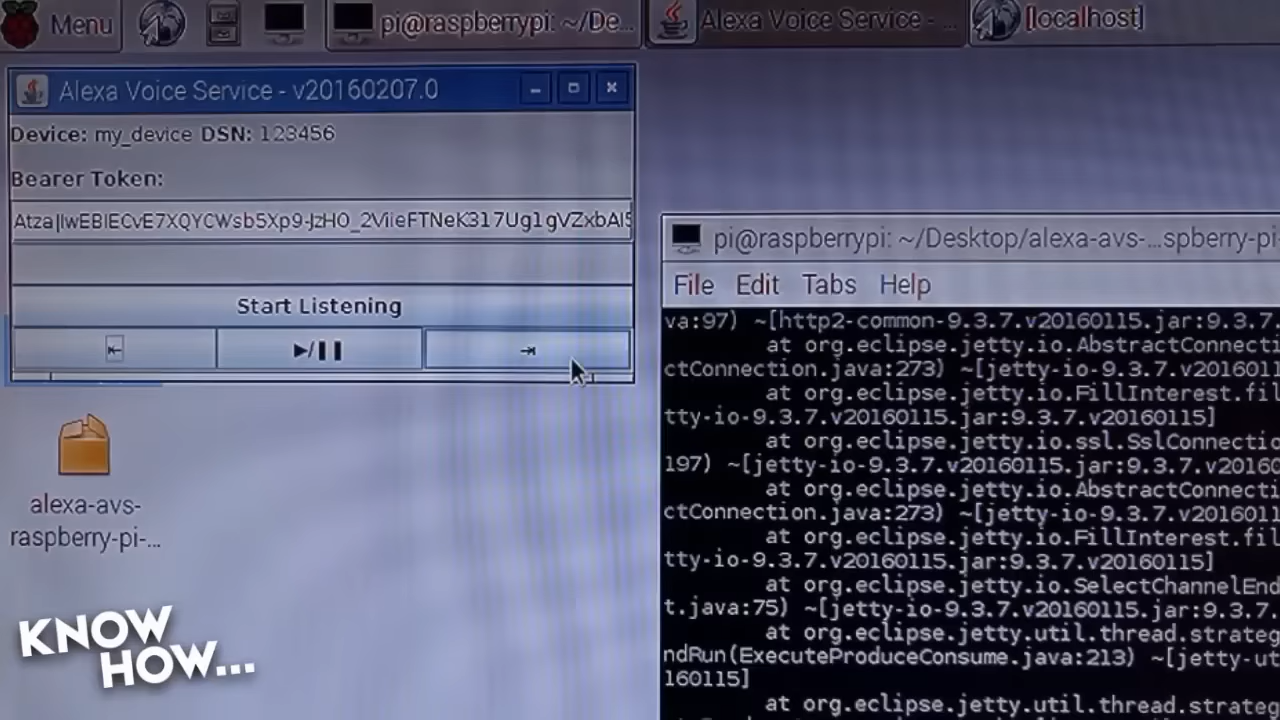 Menu
pi@raspberrypi: ~/De...
Alexa Voice Service - ...
[localhost]
Alexa Voice Service - v20160207.0
Device: my_device DSN: 123456
Bearer Token:
Atza|IwEBIECvE7XQYCWsb5Xp9-JzHO_2ViieFTNeK317Ug1gVZxbAI5
Start Listening
pi@raspberrypi: ~/Desktop/alexa-avs-...spberry-pi-
File Edit Tabs Help
va:97) ~[http2-common-9.3.7.v20160115.jar:9.3.7.
at org.eclipse.jetty.io.AbstractConnecti
ctConnection.java:273) ~[jetty-io-9.3.7.v2016011
at org.eclipse.jetty.io.FillInterest.fil
tty-io-9.3.7.v20160115.jar:9.3.7.v20160115]
at org.eclipse.jetty.io.ssl.SslConnectio
197) ~[jetty-io-9.3.7.v20160115.jar:9.3.7.v20160
at org.eclipse.jetty.io.AbstractConnecti
ctConnection.java:273) ~[jetty-io-9.3.7.v2016011
at org.eclipse.jetty.io.FillInterest.fil
tty-io-9.3.7.v20160115.jar:9.3.7.v20160115]
at org.eclipse.jetty.io.SelectChannelEnd
t.java:75) ~[jetty-io-9.3.7.v20160115.jar:9.3.7.
at org.eclipse.jetty.util.thread.strateg
ndRun(ExecuteProduceConsume.java:213) ~[jetty-ut
160115]
at org.eclipse.jetty.util.thread.strateg
alexa-avs-
raspberry-pi-...
KNOW
HOW...